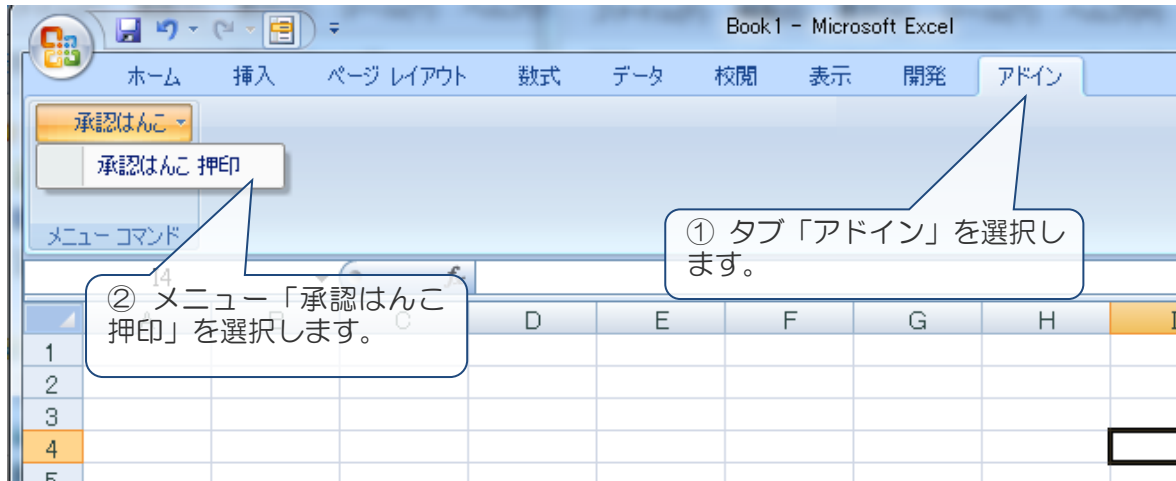 Book1 - Microsoft Excel
ホーム 挿入 ページ レイアウト 数式 データ 校閲 表示 開発 アドイン
承認はんこ
承認はんこ 押印
メニュー コマンド
① タブ「アドイン」を選択し
ます。
I4 fx
② メニュー「承認はんこ
押印」を選択します。
A B C D E F G H I
1
2
3
4
5